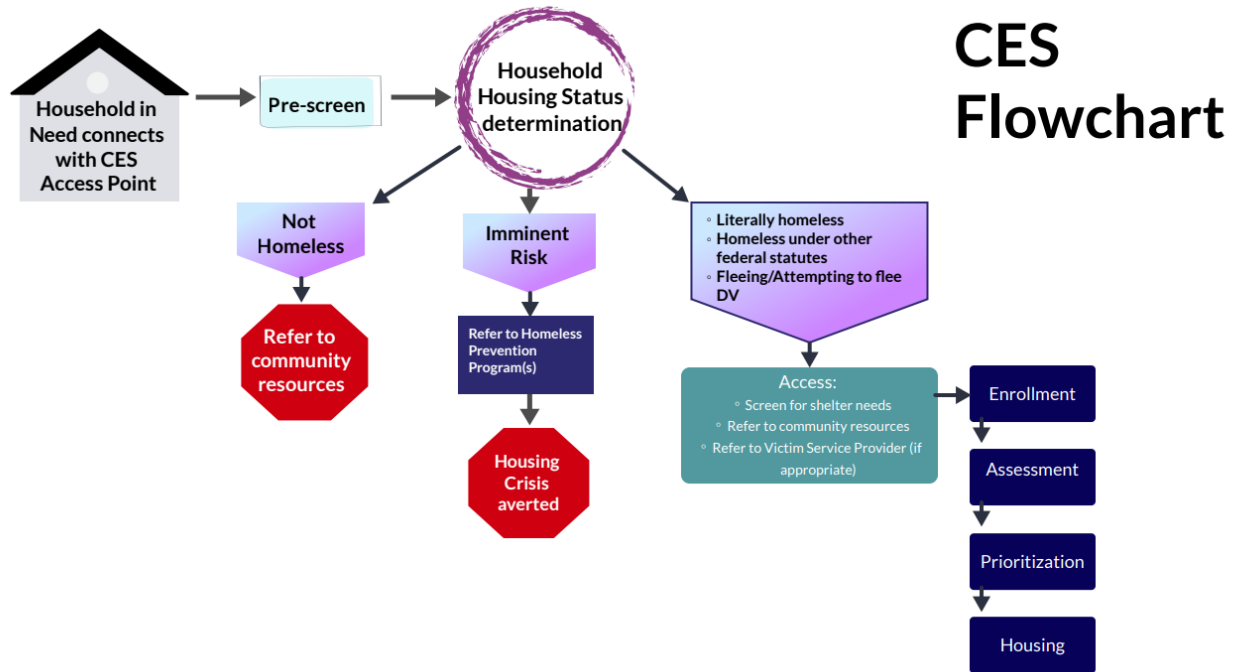 CES
Flowchart
Household in
Need connects
with CES
Access Point
Pre-screen
Household
Housing Status
determination
Not
Homeless
Imminent
Risk
◦ Literally homeless
◦ Homeless under other
federal statutes
◦ Fleeing/Attempting to flee
DV
Refer to
community
resources
Refer to Homeless
Prevention
Program(s)
Housing
Crisis
averted
Access:
◦ Screen for shelter needs
◦ Refer to community resources
◦ Refer to Victim Service Provider (if
appropriate)
Enrollment
Assessment
Prioritization
Housing